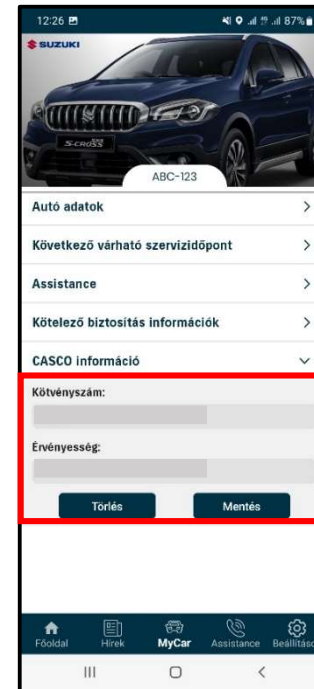 12:26 87%
SUZUKI
S-CROSS
ABC-123
Autó adatok
Következő várható szervizidőpont
Assistance
Kötelező biztosítás információk
CASCO információ
Kötvényszám:
Érvényesség:
Törlés Mentés
Főoldal Hírek MyCar Assistance Beállításo